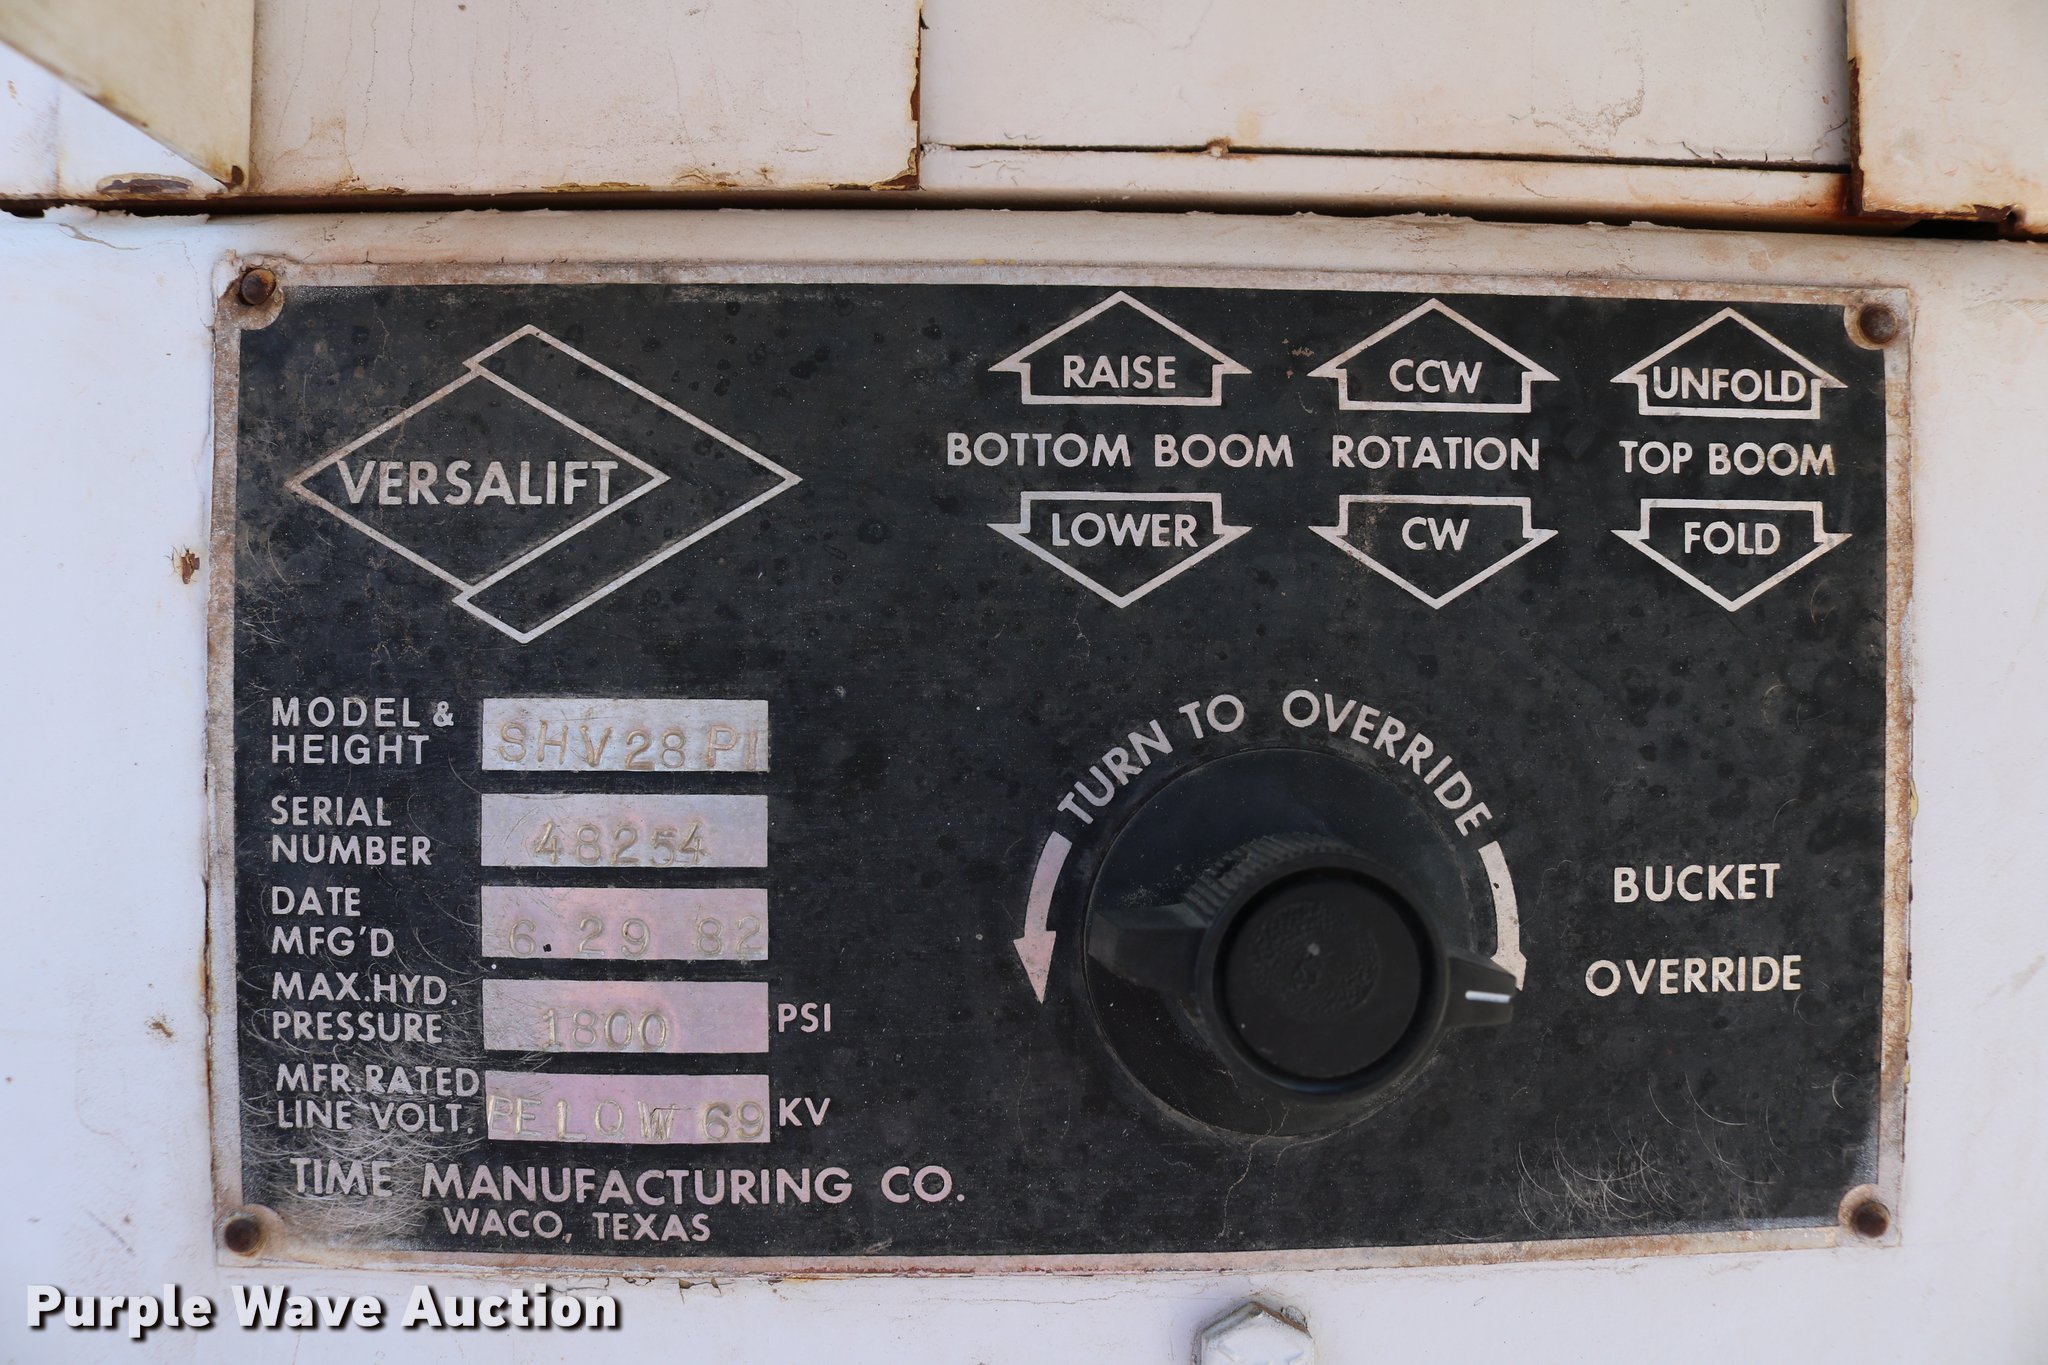 VERSALIFT
RAISE
BOTTOM BOOM
LOWER
CCW
ROTATION
CW
UNFOLD
TOP BOOM
FOLD
MODEL &
HEIGHT
SHV28PI
SERIAL
NUMBER
48254
DATE
MFG'D
6.29 82
MAX.HYD.
PRESSURE
1800
PSI
MFR.RATED
LINE VOLT.
BELOW 69
KV
TIME MANUFACTURING CO.
WACO, TEXAS
TURN TO OVERRIDE
BUCKET
OVERRIDE
Purple Wave Auction